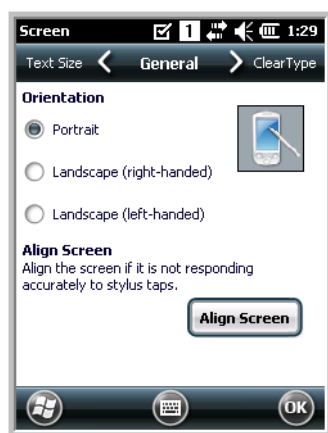 Screen 1 1:29
Text Size General ClearType
Orientation
Portrait
Landscape (right-handed)
Landscape (left-handed)
Align Screen
Align the screen if it is not responding
accurately to stylus taps.
Align Screen
OK